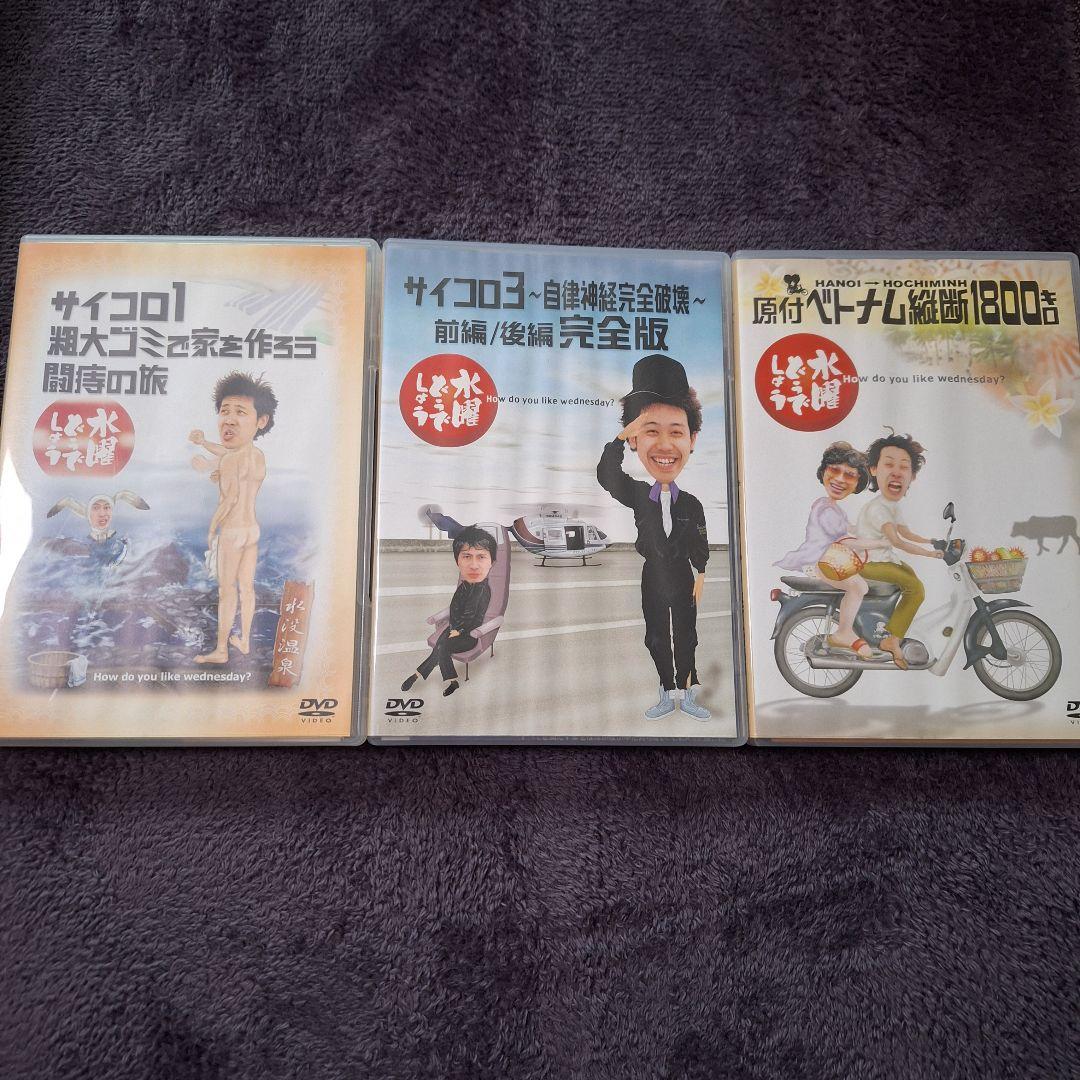 サイコロ1
粗大ゴミで家を作ろう
闘痔の旅
水曜
どうで
しょう
水没温泉
How do you like wednesday?
DVD
VIDEO
サイコロ3~自律神経完全破壊~
前編/後編 完全版
水曜
どうで
しょう
How do you like wednesday?
DVD
VIDEO
HANOI → HOCHIMINH
原付ベトナム縦断1800キロ
水曜
どうで
しょう
How do you like wednesday?